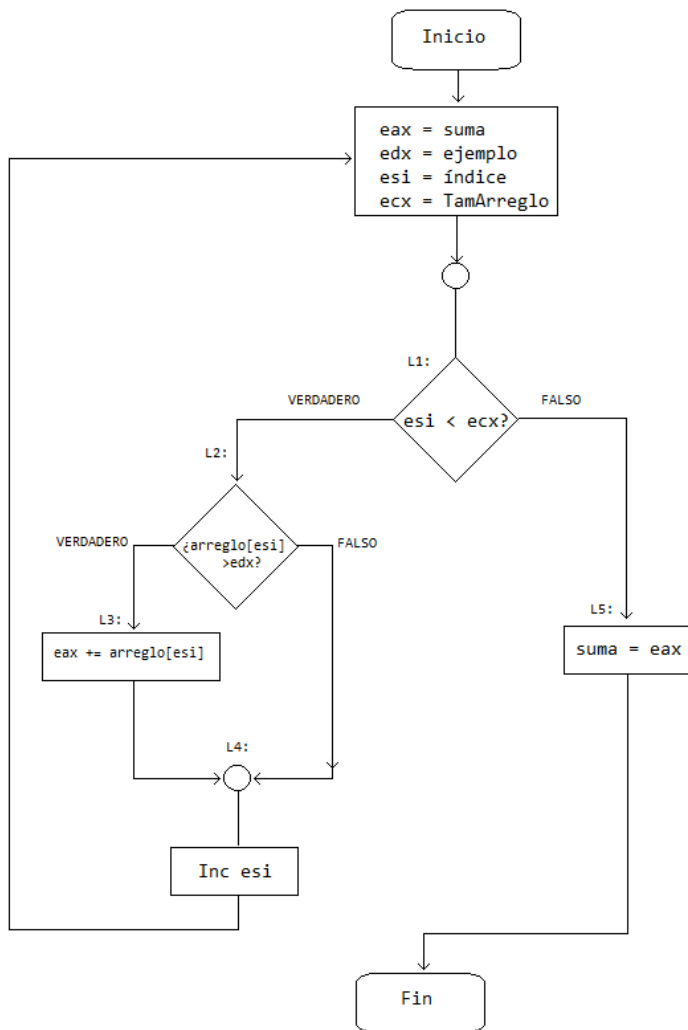 Inicio
eax = suma
edx = ejemplo
esi = índice
ecx = TamArreglo
L1:
esi < ecx?
VERDADERO
FALSO
L2:
¿arreglo[esi]
>edx?
VERDADERO
FALSO
L3:
eax += arreglo[esi]
L5:
suma = eax
L4:
Inc esi
Fin